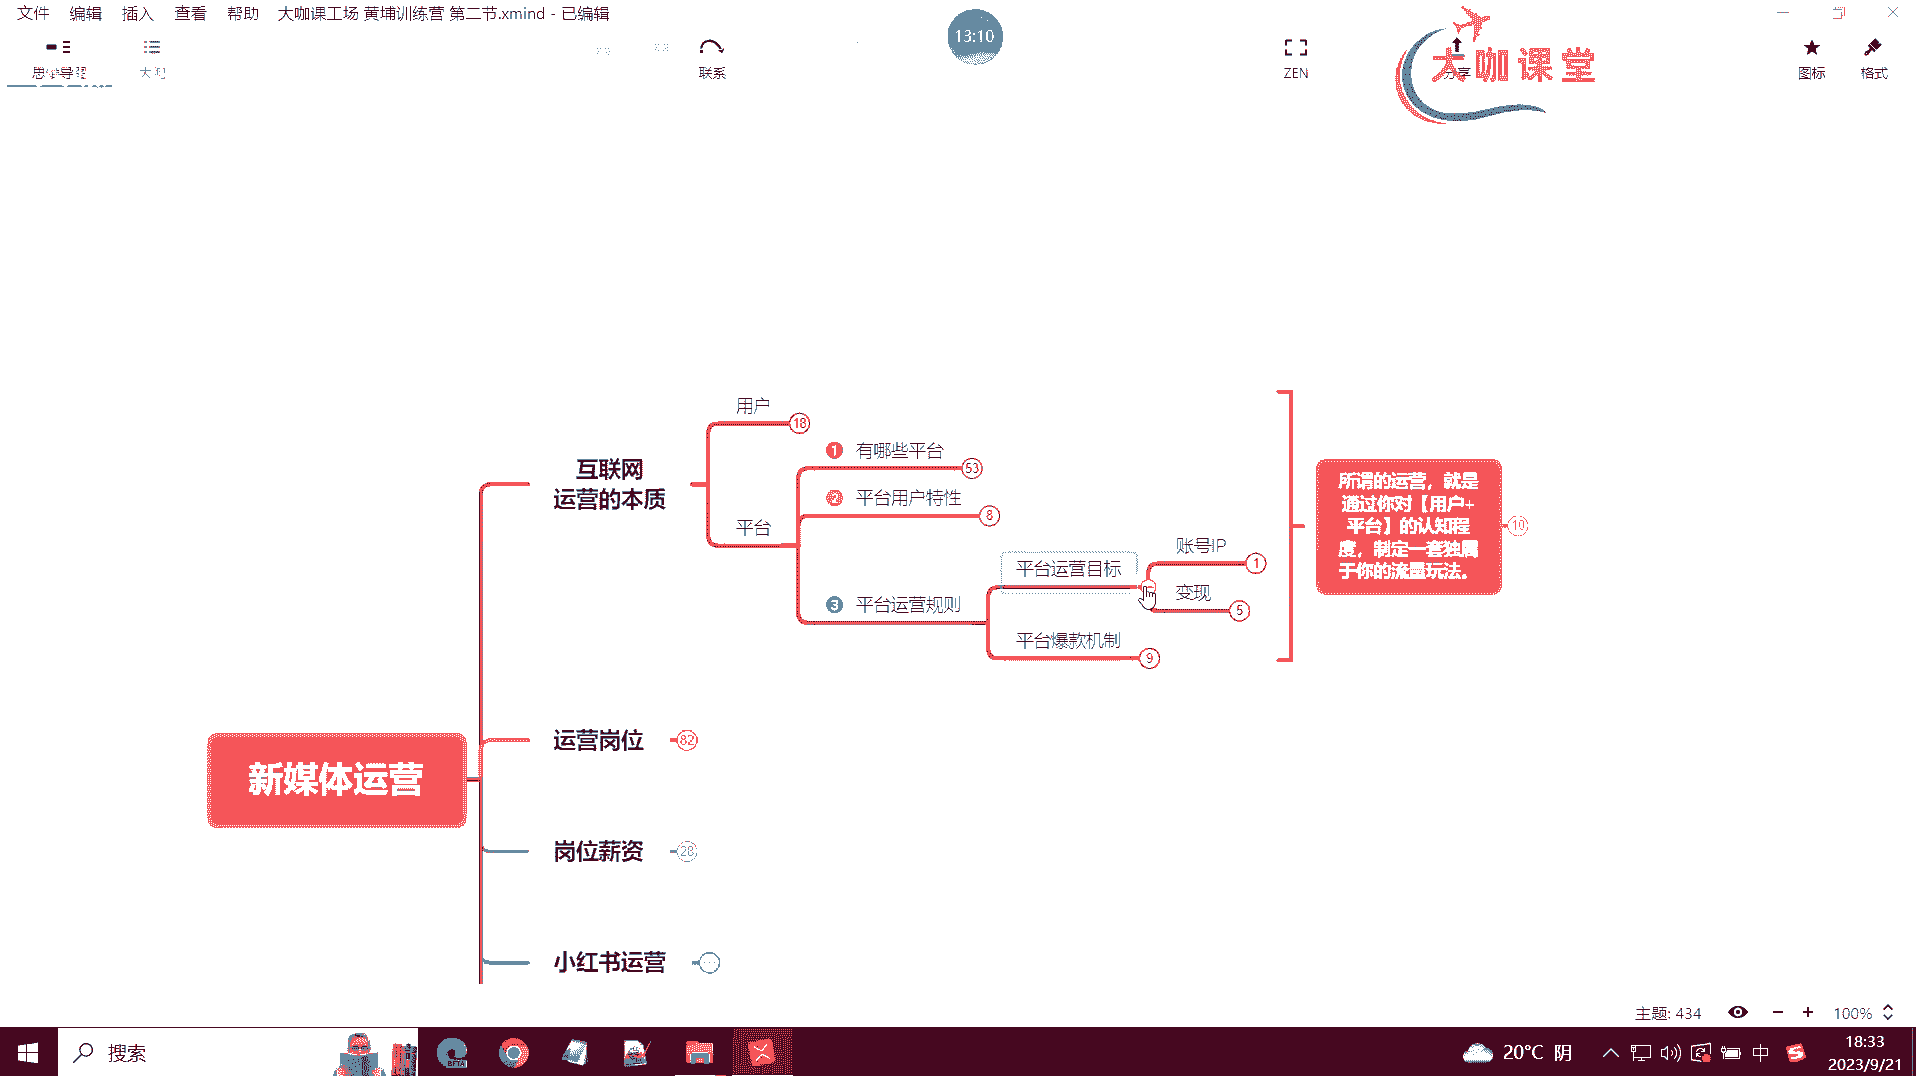 文件 编辑 插入 查看 帮助 大咖课工场 黄埔训练营 第二节.xmind - 已编辑
思维导图
大纲
联系
13:10
ZEN
分享
大咖课堂
图标
格式
用户
18
互联网
运营的本质
平台
1 有哪些平台
53
2 平台用户特性
8
3 平台运营规则
平台运营目标
账号IP
1
变现
5
平台爆款机制
9
所谓的运营，就是
通过你对【用户+
平台】的认知程
度，制定一套独属
于你的流量玩法。
10
新媒体运营
运营岗位
82
岗位薪资
28
小红书运营
主题: 434
100%
搜索
BETA
20°C 阴
中
18:33
2023/9/21